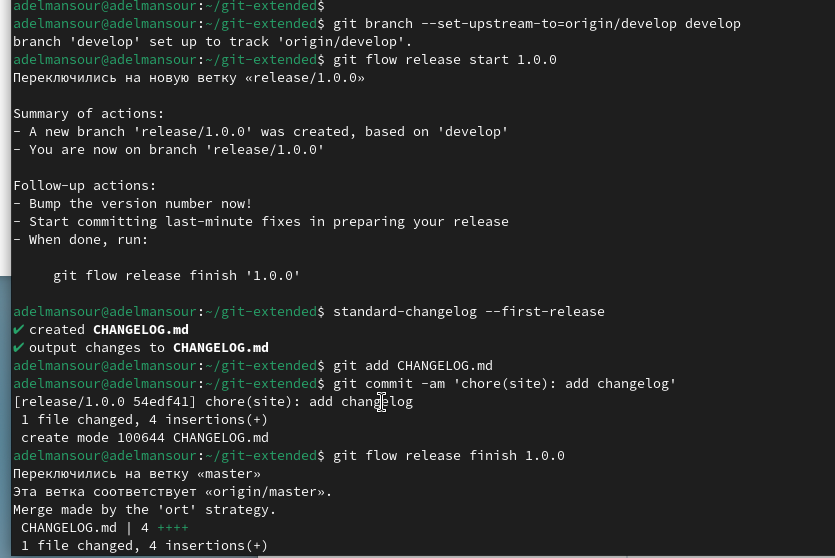 adelmansour@adelmansour:~/git-extended$
adelmansour@adelmansour:~/git-extended$ git branch --set-upstream-to=origin/develop develop
branch 'develop' set up to track 'origin/develop'.
adelmansour@adelmansour:~/git-extended$ git flow release start 1.0.0
Переключились на новую ветку «release/1.0.0»
Summary of actions:
- A new branch 'release/1.0.0' was created, based on 'develop'
- You are now on branch 'release/1.0.0'
Follow-up actions:
- Bump the version number now!
- Start committing last-minute fixes in preparing your release
- When done, run:
git flow release finish '1.0.0'
adelmansour@adelmansour:~/git-extended$ standard-changelog --first-release
✔ created CHANGELOG.md
✔ output changes to CHANGELOG.md
adelmansour@adelmansour:~/git-extended$ git add CHANGELOG.md
adelmansour@adelmansour:~/git-extended$ git commit -am 'chore(site): add changelog'
[release/1.0.0 54edf41] chore(site): add changelog
1 file changed, 4 insertions(+)
create mode 100644 CHANGELOG.md
adelmansour@adelmansour:~/git-extended$ git flow release finish 1.0.0
Переключились на ветку «master»
Эта ветка соответствует «origin/master».
Merge made by the 'ort' strategy.
CHANGELOG.md | 4 ++++
1 file changed, 4 insertions(+)